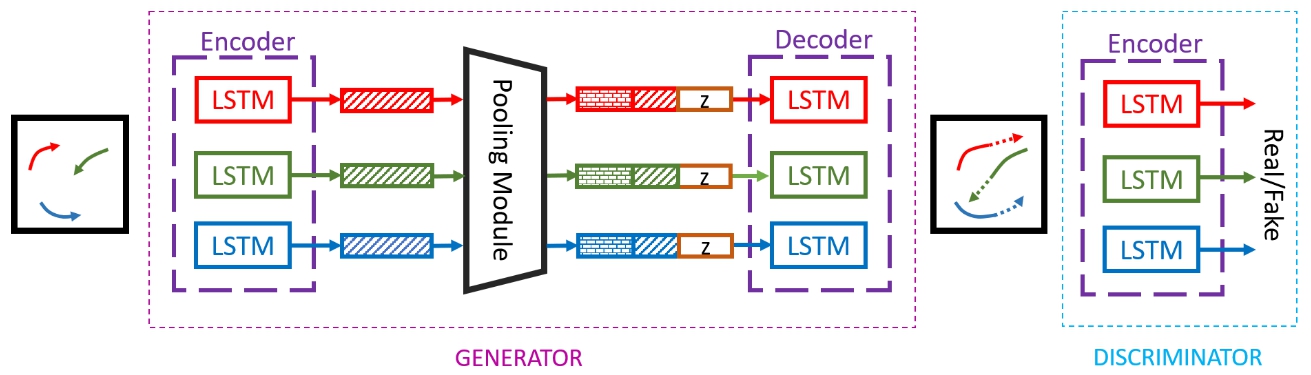 Encoder
LSTM
LSTM
LSTM
Pooling Module
z
z
z
Decoder
LSTM
LSTM
LSTM
GENERATOR
Encoder
LSTM
LSTM
LSTM
Real/Fake
DISCRIMINATOR